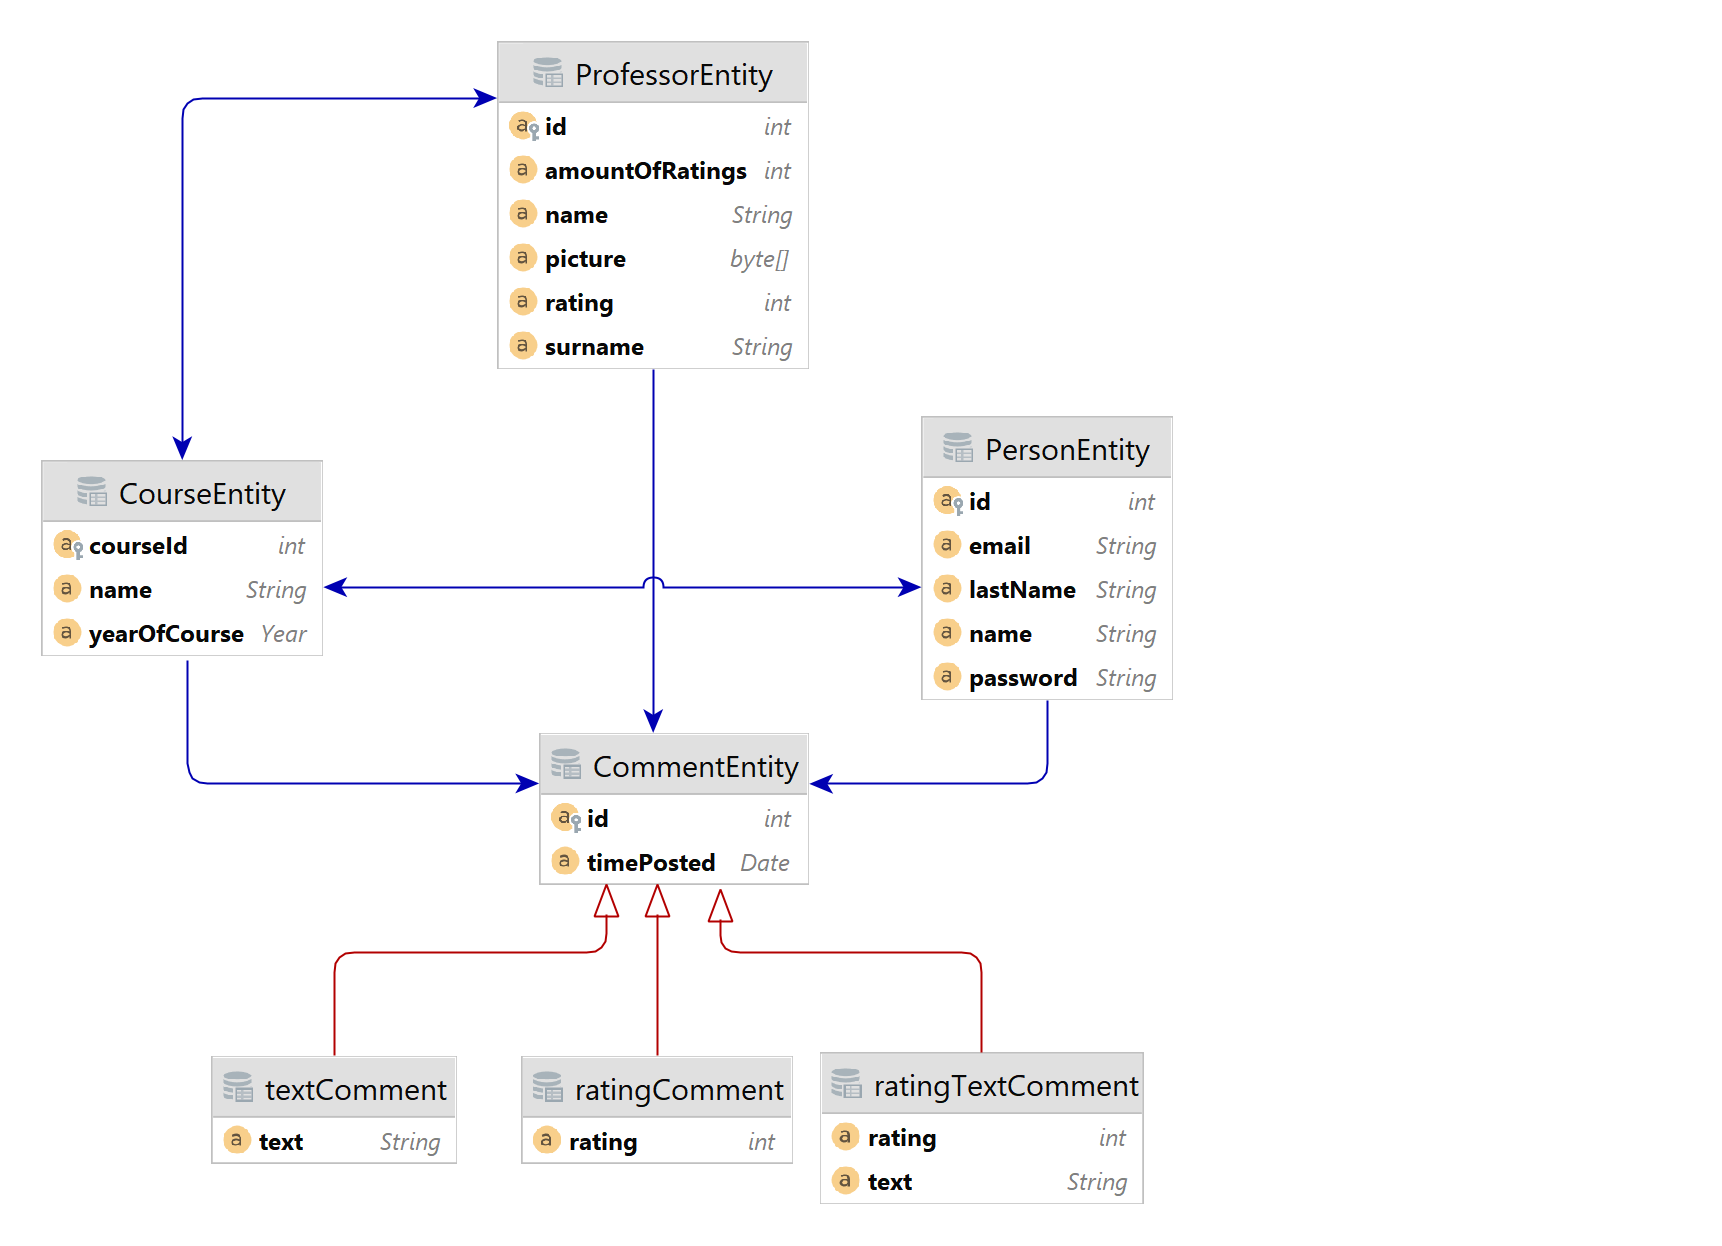 ProfessorEntity
id int
amountOfRatings int
name String
picture byte[]
rating int
surname String
PersonEntity
id int
email String
lastName String
name String
password String
CourseEntity
courseId int
name String
yearOfCourse Year
CommentEntity
id int
timePosted Date
textComment
text String
ratingComment
rating int
ratingTextComment
rating int
text String